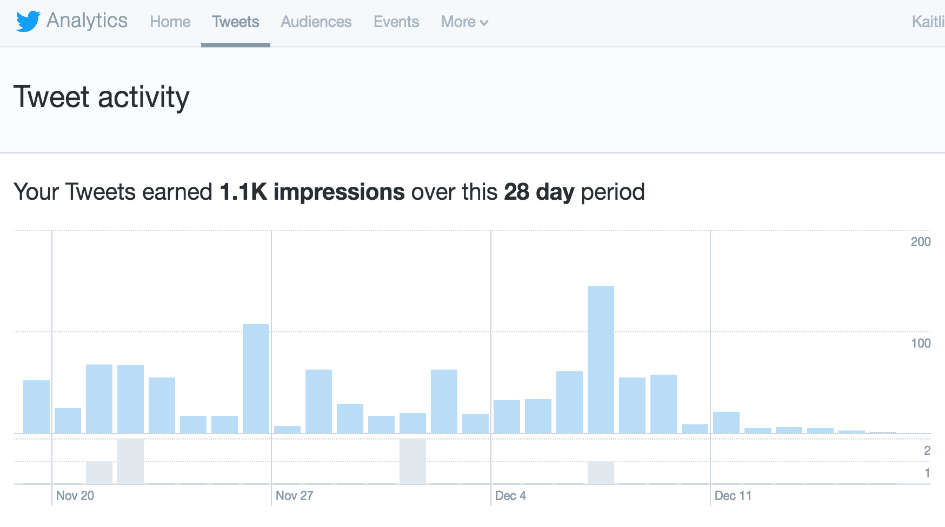 Analytics Home Tweets Audiences Events More Kaitli
Tweet activity
Your Tweets earned 1.1K impressions over this 28 day period
200
100
2
1
Nov 20 Nov 27 Dec 4 Dec 11